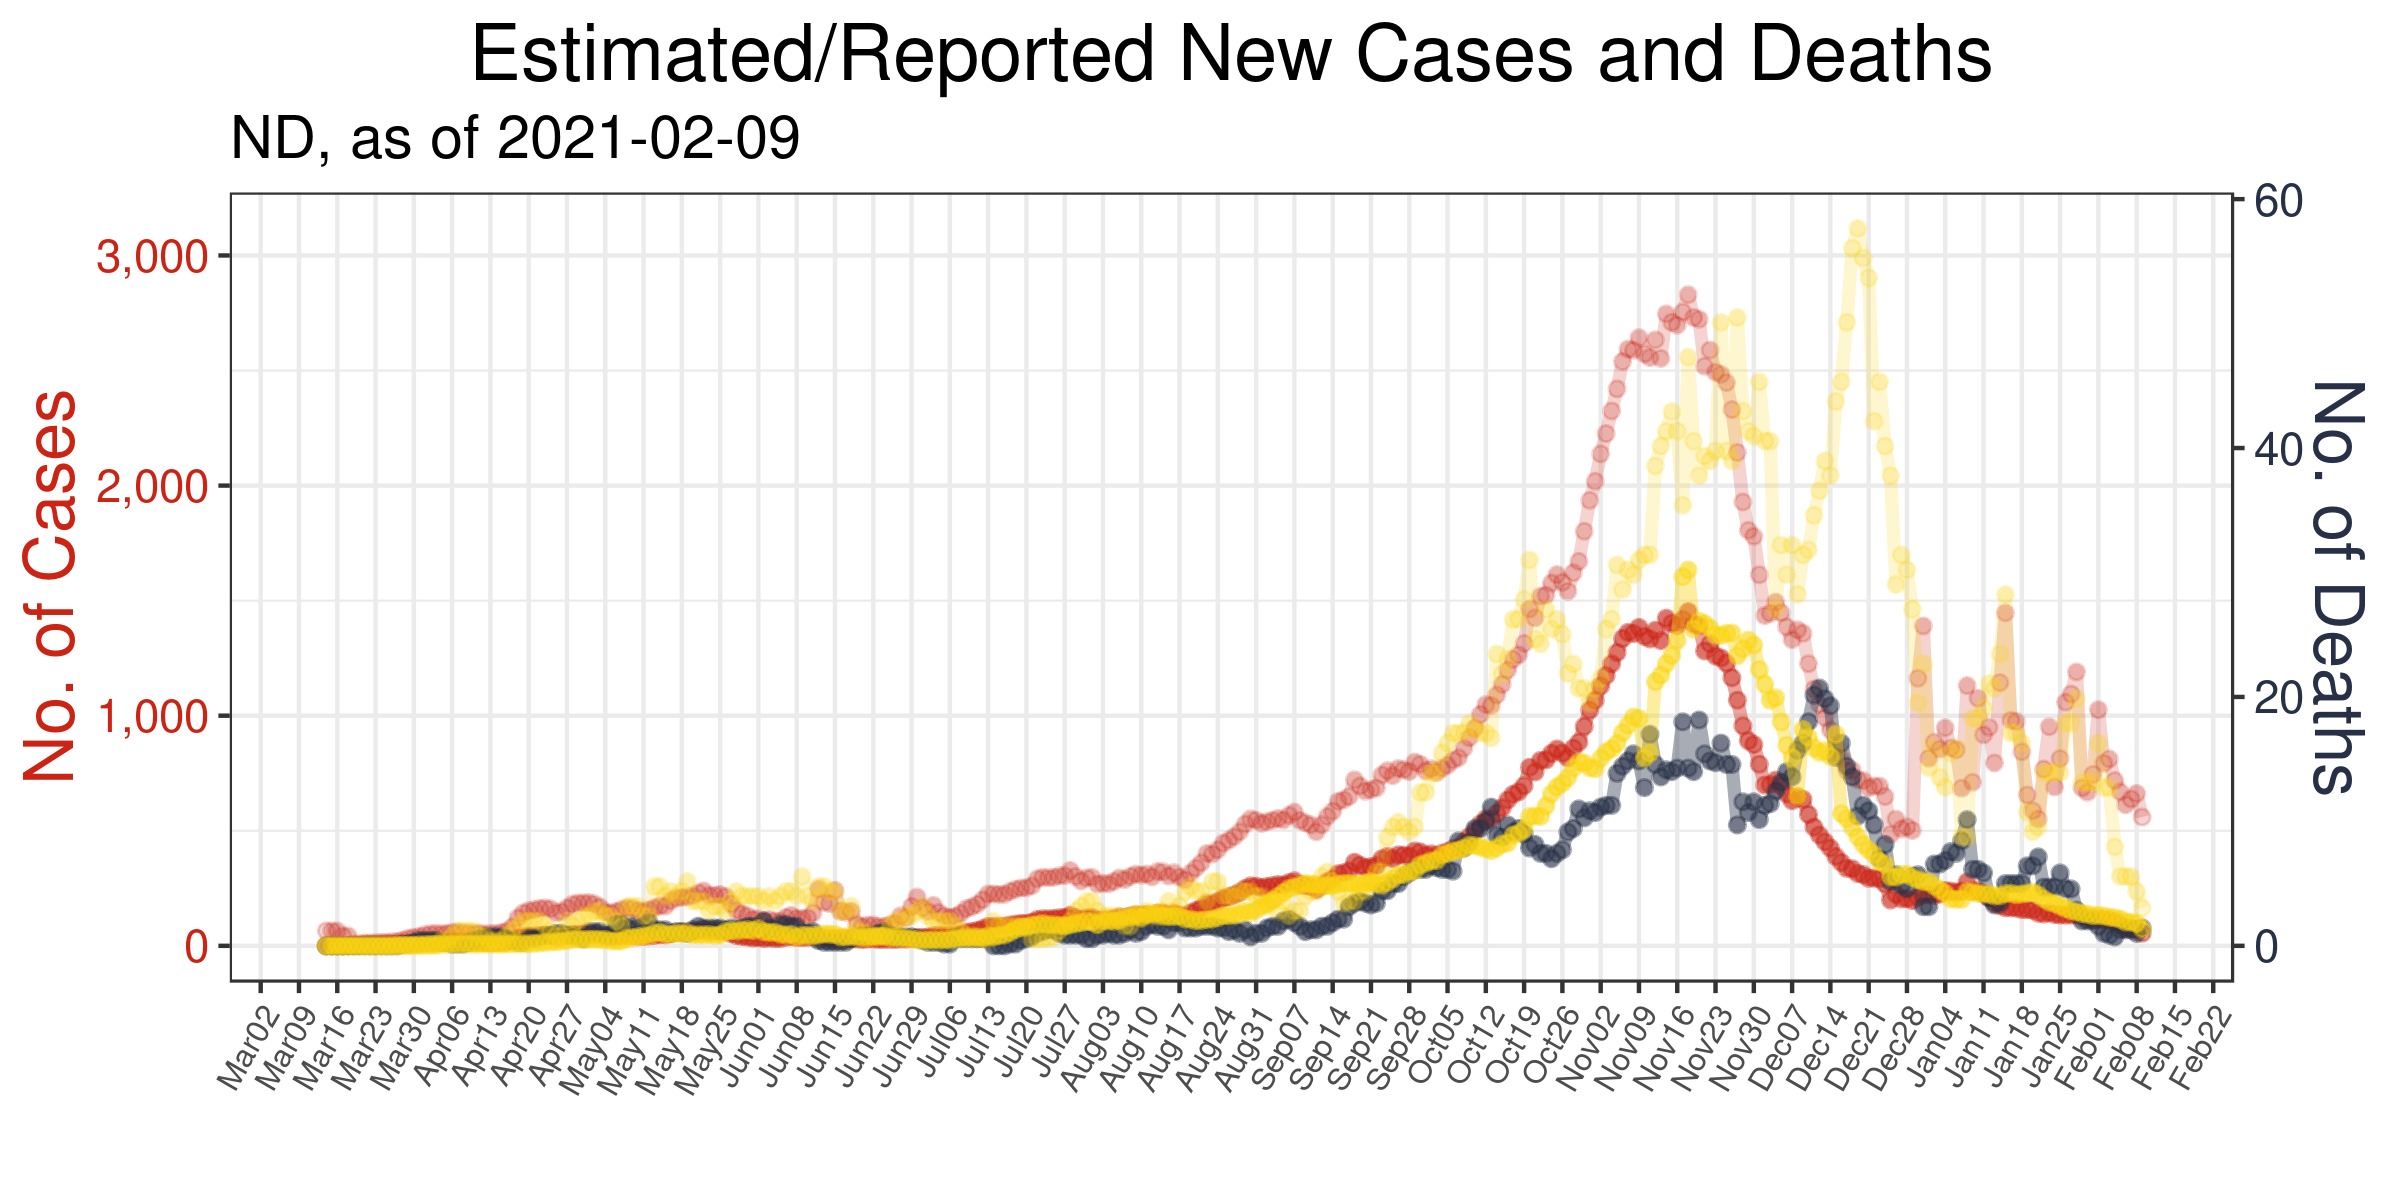 Estimated/Reported New Cases and Deaths
ND, as of 2021-02-09
No. of Cases
3,000
2,000
1,000
0
60
40
20
0
No. of Deaths
Mar02
Mar09
Mar16
Mar23
Mar30
Apr06
Apr13
Apr20
Apr27
May04
May11
May18
May25
Jun01
Jun08
Jun15
Jun22
Jun29
Jul06
Jul13
Jul20
Jul27
Aug03
Aug10
Aug17
Aug24
Aug31
Sep07
Sep14
Sep21
Sep28
Oct05
Oct12
Oct19
Oct26
Nov02
Nov09
Nov16
Nov23
Nov30
Dec07
Dec14
Dec21
Dec28
Jan04
Jan11
Jan18
Jan25
Feb01
Feb08
Feb15
Feb22